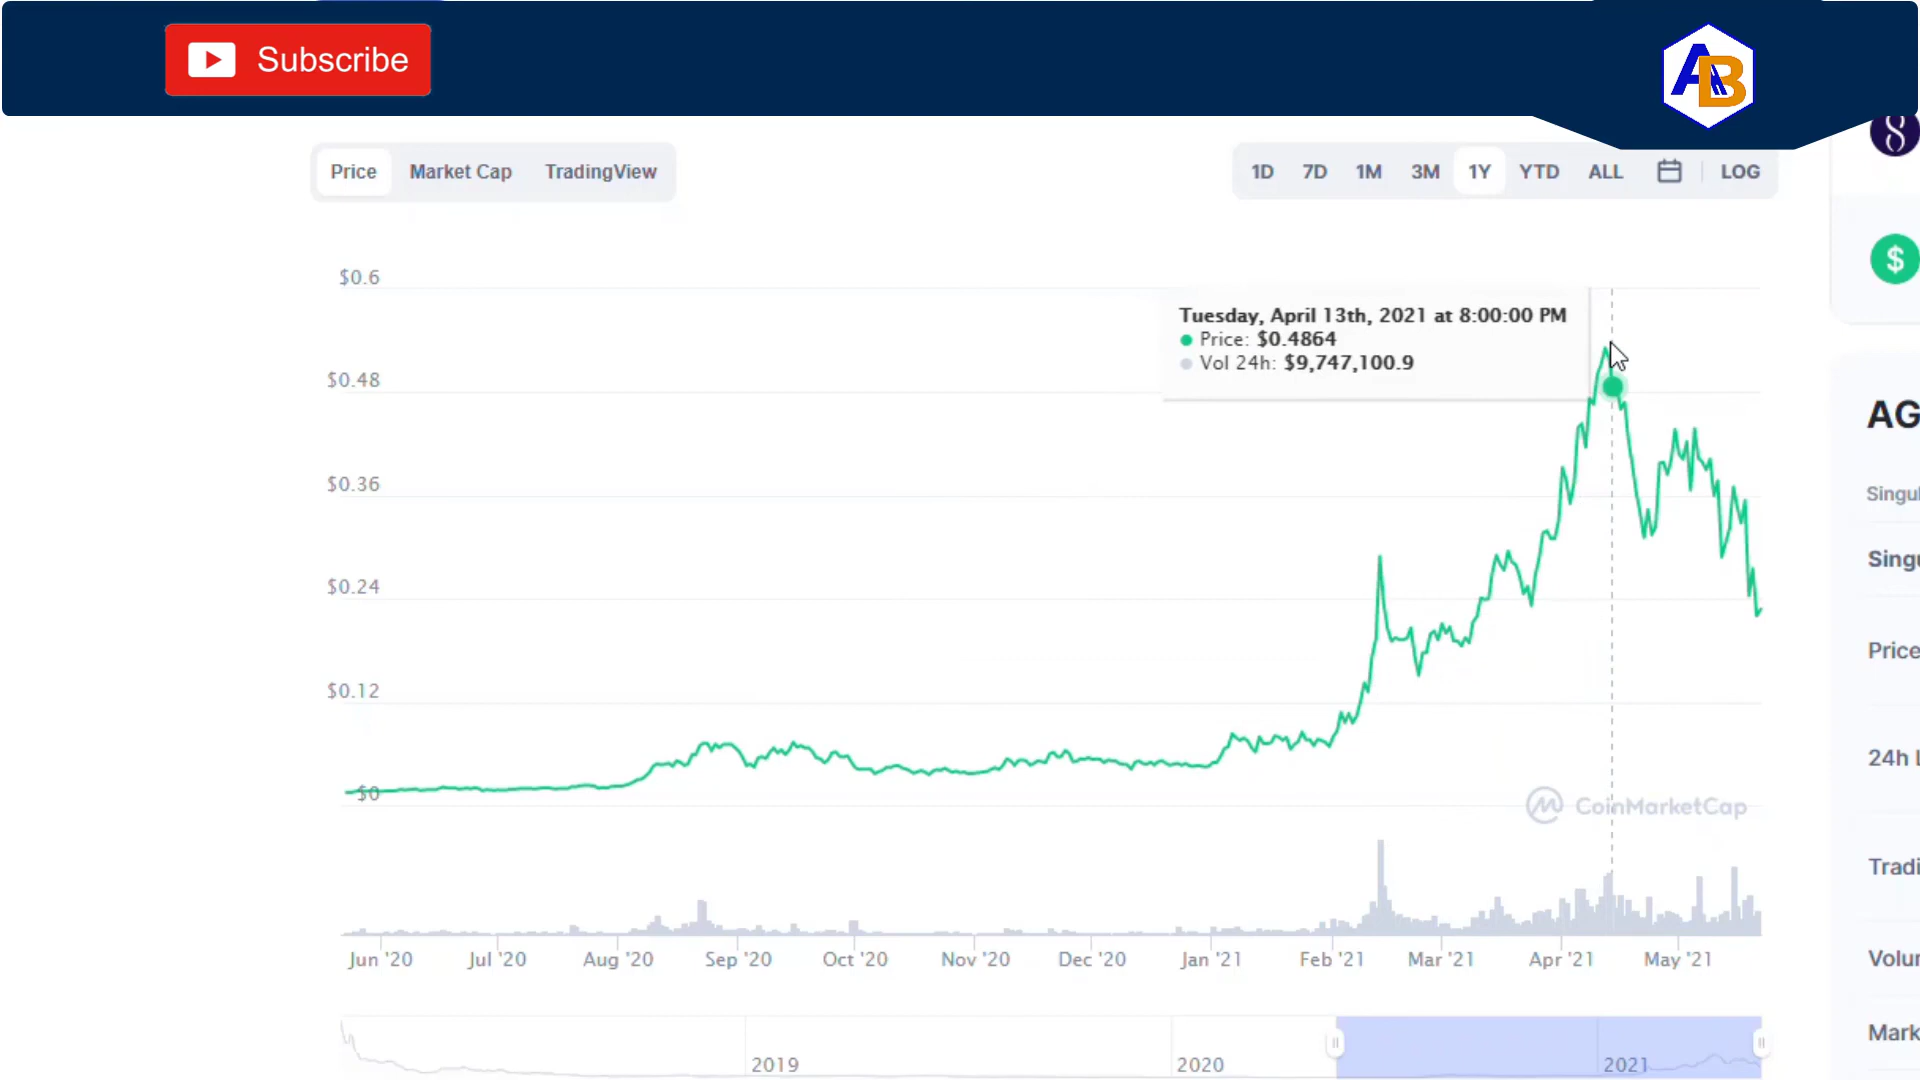 Subscribe
AB
Price Market Cap TradingView
1D 7D 1M 3M 1Y YTD ALL LOG
$0.6
Tuesday, April 13th, 2021 at 8:00:00 PM
Price: $0.4864
Vol 24h: $9,747,100.9
$
$0.48
AG
$0.36
Singul
Singu
$0.24
Price
$0.12
24h L
$0
CoinMarketCap
Tradi
Jun '20 Jul '20 Aug '20 Sep '20 Oct '20 Nov '20 Dec '20 Jan '21 Feb '21 Mar '21 Apr '21 May '21
Volur
Mark
2019 2020 2021